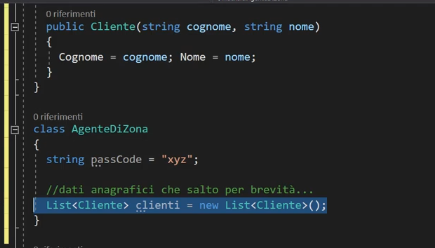 0 riferimenti
public Cliente(string cognome, string nome)
{
Cognome = cognome; Nome = nome;
}
}
0 riferimenti
class AgenteDiZona
{
string passCode = "xyz";
//dati anagrafici che salto per brevità...
List<Cliente> clienti = new List<Cliente>();
}